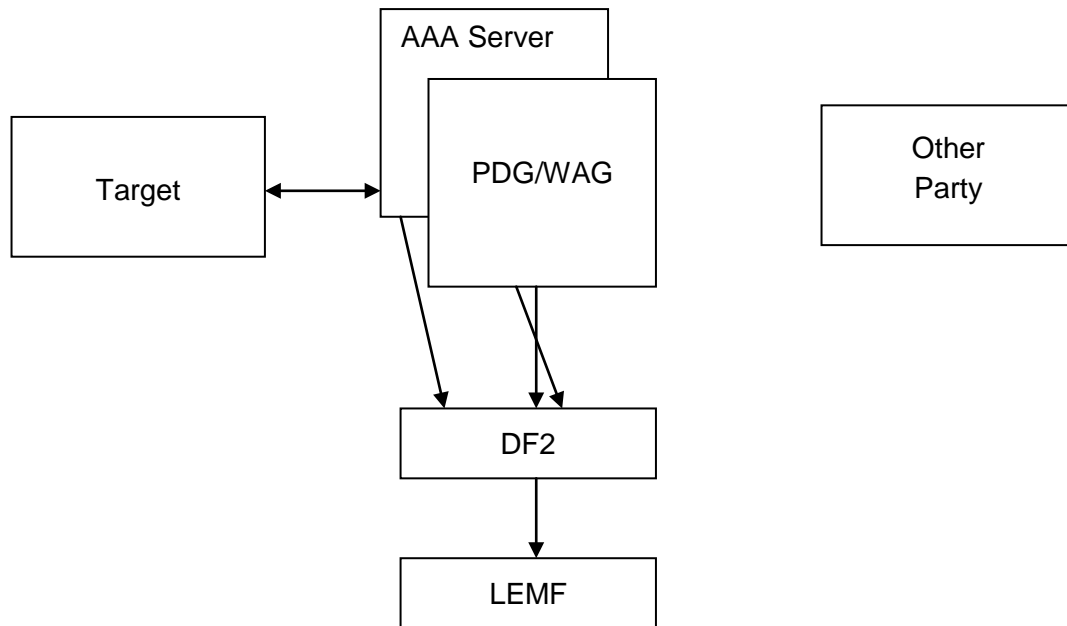 AAA Server
PDG/WAG
Target
Other
Party
DF2
LEMF